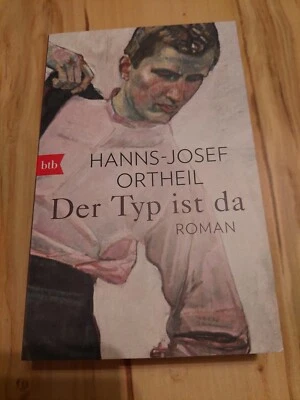 btb
HANNS-JOSEF
ORTHEIL
Der Typ ist da
ROMAN